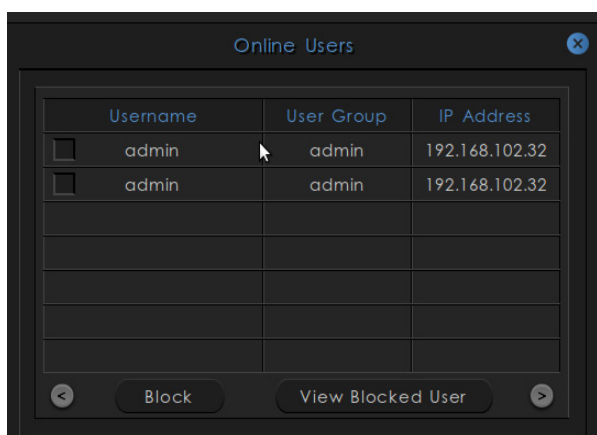 Online Users
Username User Group IP Address
admin admin 192.168.102.32
admin admin 192.168.102.32
Block View Blocked User